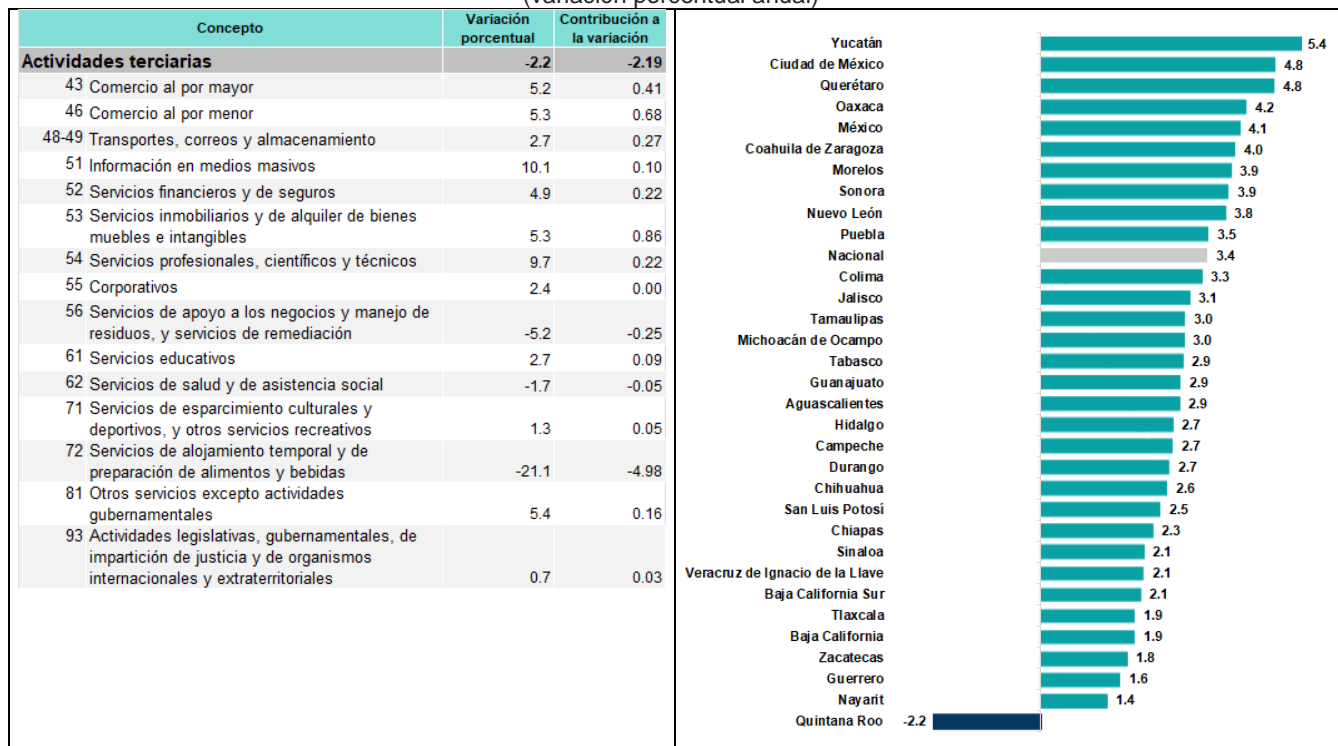 (variación porcentual anual)
Concepto Variación porcentual Contribución a la variación
Actividades terciarias -2.2 -2.19
43 Comercio al por mayor 5.2 0.41
46 Comercio al por menor 5.3 0.68
48-49 Transportes, correos y almacenamiento 2.7 0.27
51 Información en medios masivos 10.1 0.10
52 Servicios financieros y de seguros 4.9 0.22
53 Servicios inmobiliarios y de alquiler de bienes
muebles e intangibles 5.3 0.86
54 Servicios profesionales, científicos y técnicos 9.7 0.22
55 Corporativos 2.4 0.00
56 Servicios de apoyo a los negocios y manejo de
residuos, y servicios de remediación -5.2 -0.25
61 Servicios educativos 2.7 0.09
62 Servicios de salud y de asistencia social -1.7 -0.05
71 Servicios de esparcimiento culturales y
deportivos, y otros servicios recreativos 1.3 0.05
72 Servicios de alojamiento temporal y de
preparación de alimentos y bebidas -21.1 -4.98
81 Otros servicios excepto actividades
gubernamentales 5.4 0.16
93 Actividades legislativas, gubernamentales, de
impartición de justicia y de organismos
internacionales y extraterritoriales 0.7 0.03
Yucatán 5.4
Ciudad de México 4.8
Querétaro 4.8
Oaxaca 4.2
México 4.1
Coahuila de Zaragoza 4.0
Morelos 3.9
Sonora 3.9
Nuevo León 3.8
Puebla 3.5
Nacional 3.4
Colima 3.3
Jalisco 3.1
Tamaulipas 3.0
Michoacán de Ocampo 3.0
Tabasco 2.9
Guanajuato 2.9
Aguascalientes 2.9
Hidalgo 2.7
Campeche 2.7
Durango 2.7
Chihuahua 2.6
San Luis Potosí 2.5
Chiapas 2.3
Sinaloa 2.1
Veracruz de Ignacio de la Llave 2.1
Baja California Sur 2.1
Tlaxcala 1.9
Baja California 1.9
Zacatecas 1.8
Guerrero 1.6
Nayarit 1.4
Quintana Roo -2.2